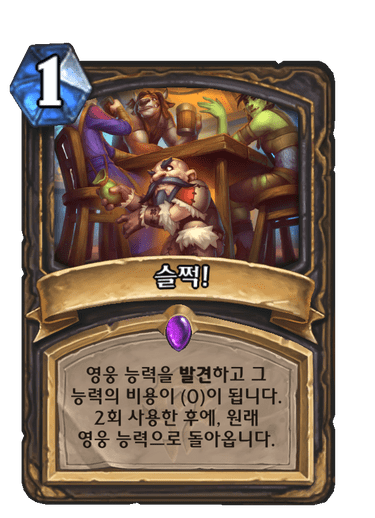 1
슬쩍!
영웅 능력을 발견하고 그
능력의 비용이 (0)이 됩니다.
2회 사용한 후에, 원래
영웅 능력으로 돌아옵니다.